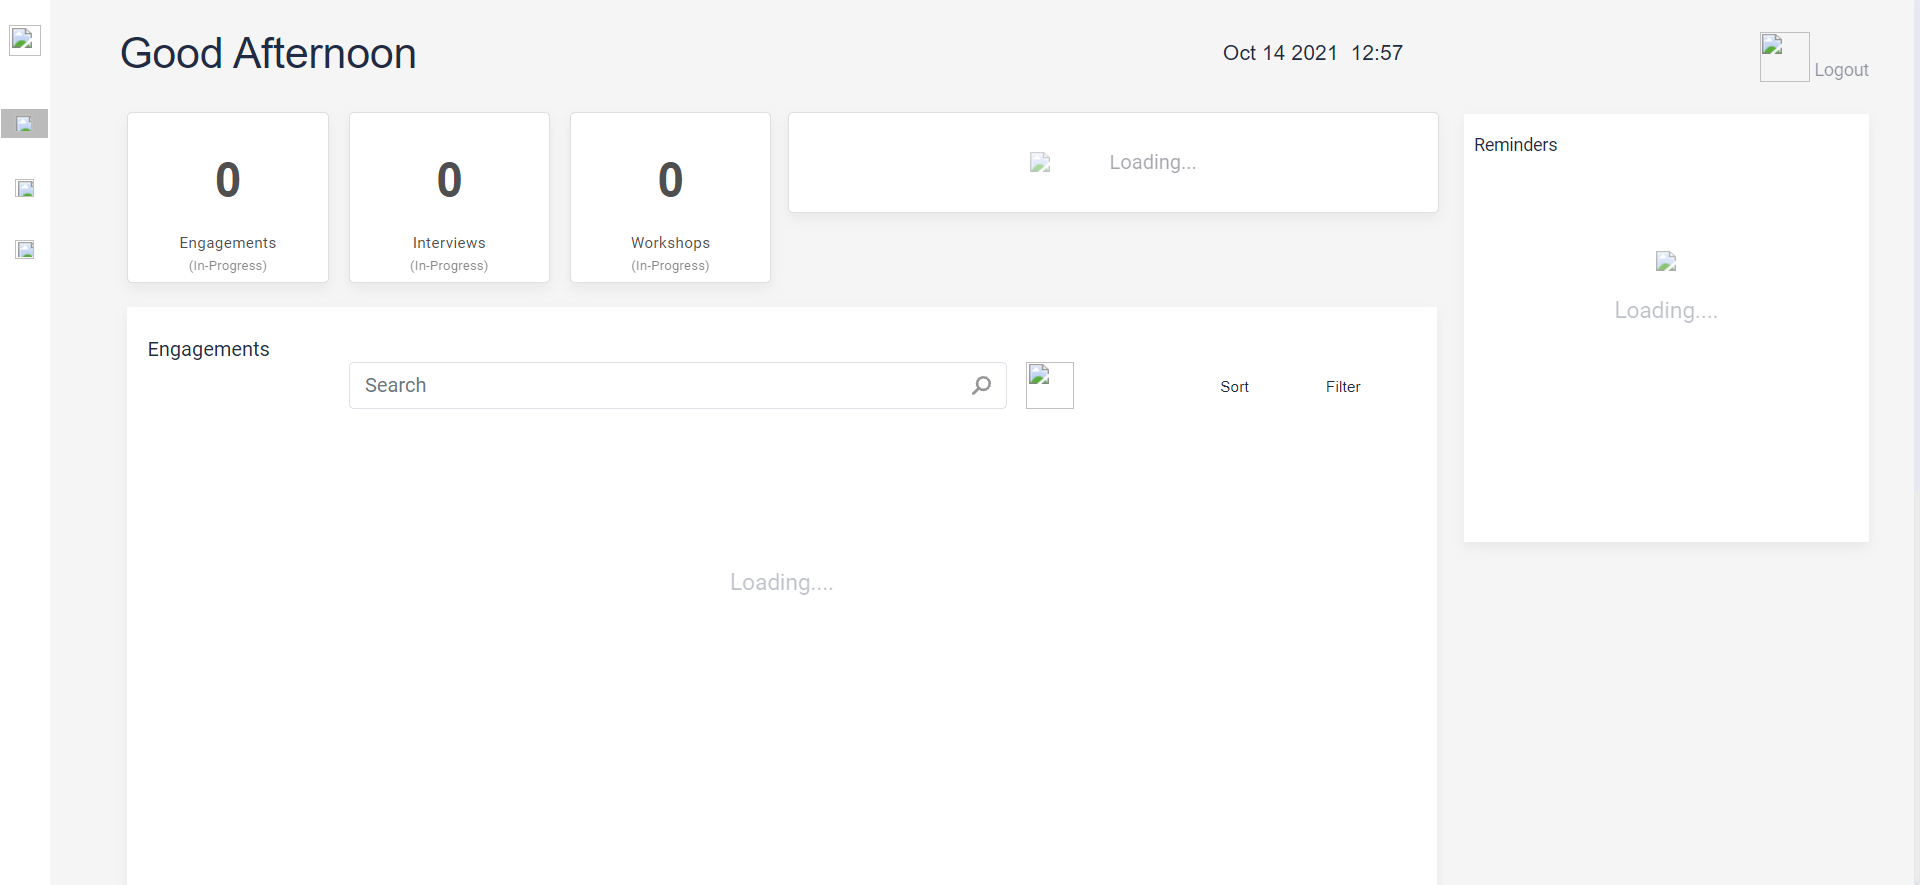 Good Afternoon
Oct 14 2021 12:57
Logout
0
Engagements
(In-Progress)
0
Interviews
(In-Progress)
0
Workshops
(In-Progress)
Loading...
Reminders
Loading....
Engagements
Search
Sort
Filter
Loading....